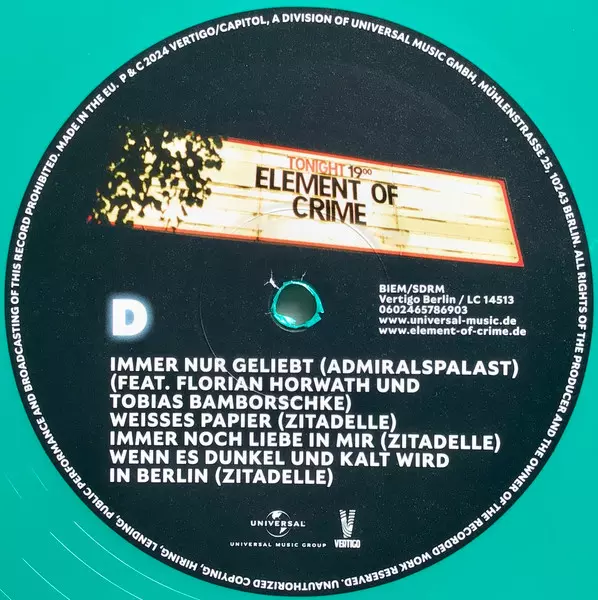 MADE IN THE EU. P & C 2024 VERTIGO/CAPITOL, A DIVISION OF UNIVERSAL MUSIC GMBH, MÜHLENSTRASSE 25, 10243 BERLIN. ALL RIGHTS OF THE PRODUCER AND THE OWNER OF THE RECORDED WORK RESERVED. UNAUTHORIZED COPYING, HIRING, LENDING, PUBLIC PERFORMANCE AND BROADCASTING OF THIS RECORD PROHIBITED.
TONIGHT 19⁰⁰
ELEMENT OF
CRIME
BIEM/SDRM
Vertigo Berlin / LC 14513
0602465786903
www.universal-music.de
www.element-of-crime.de
D
IMMER NUR GELIEBT (ADMIRALSPALAST)
(FEAT. FLORIAN HORWATH UND
TOBIAS BAMBORSCHKE)
WEISSES PAPIER (ZITADELLE)
IMMER NOCH LIEBE IN MIR (ZITADELLE)
WENN ES DUNKEL UND KALT WIRD
IN BERLIN (ZITADELLE)
UNIVERSAL
UNIVERSAL MUSIC GROUP
VERTIGO